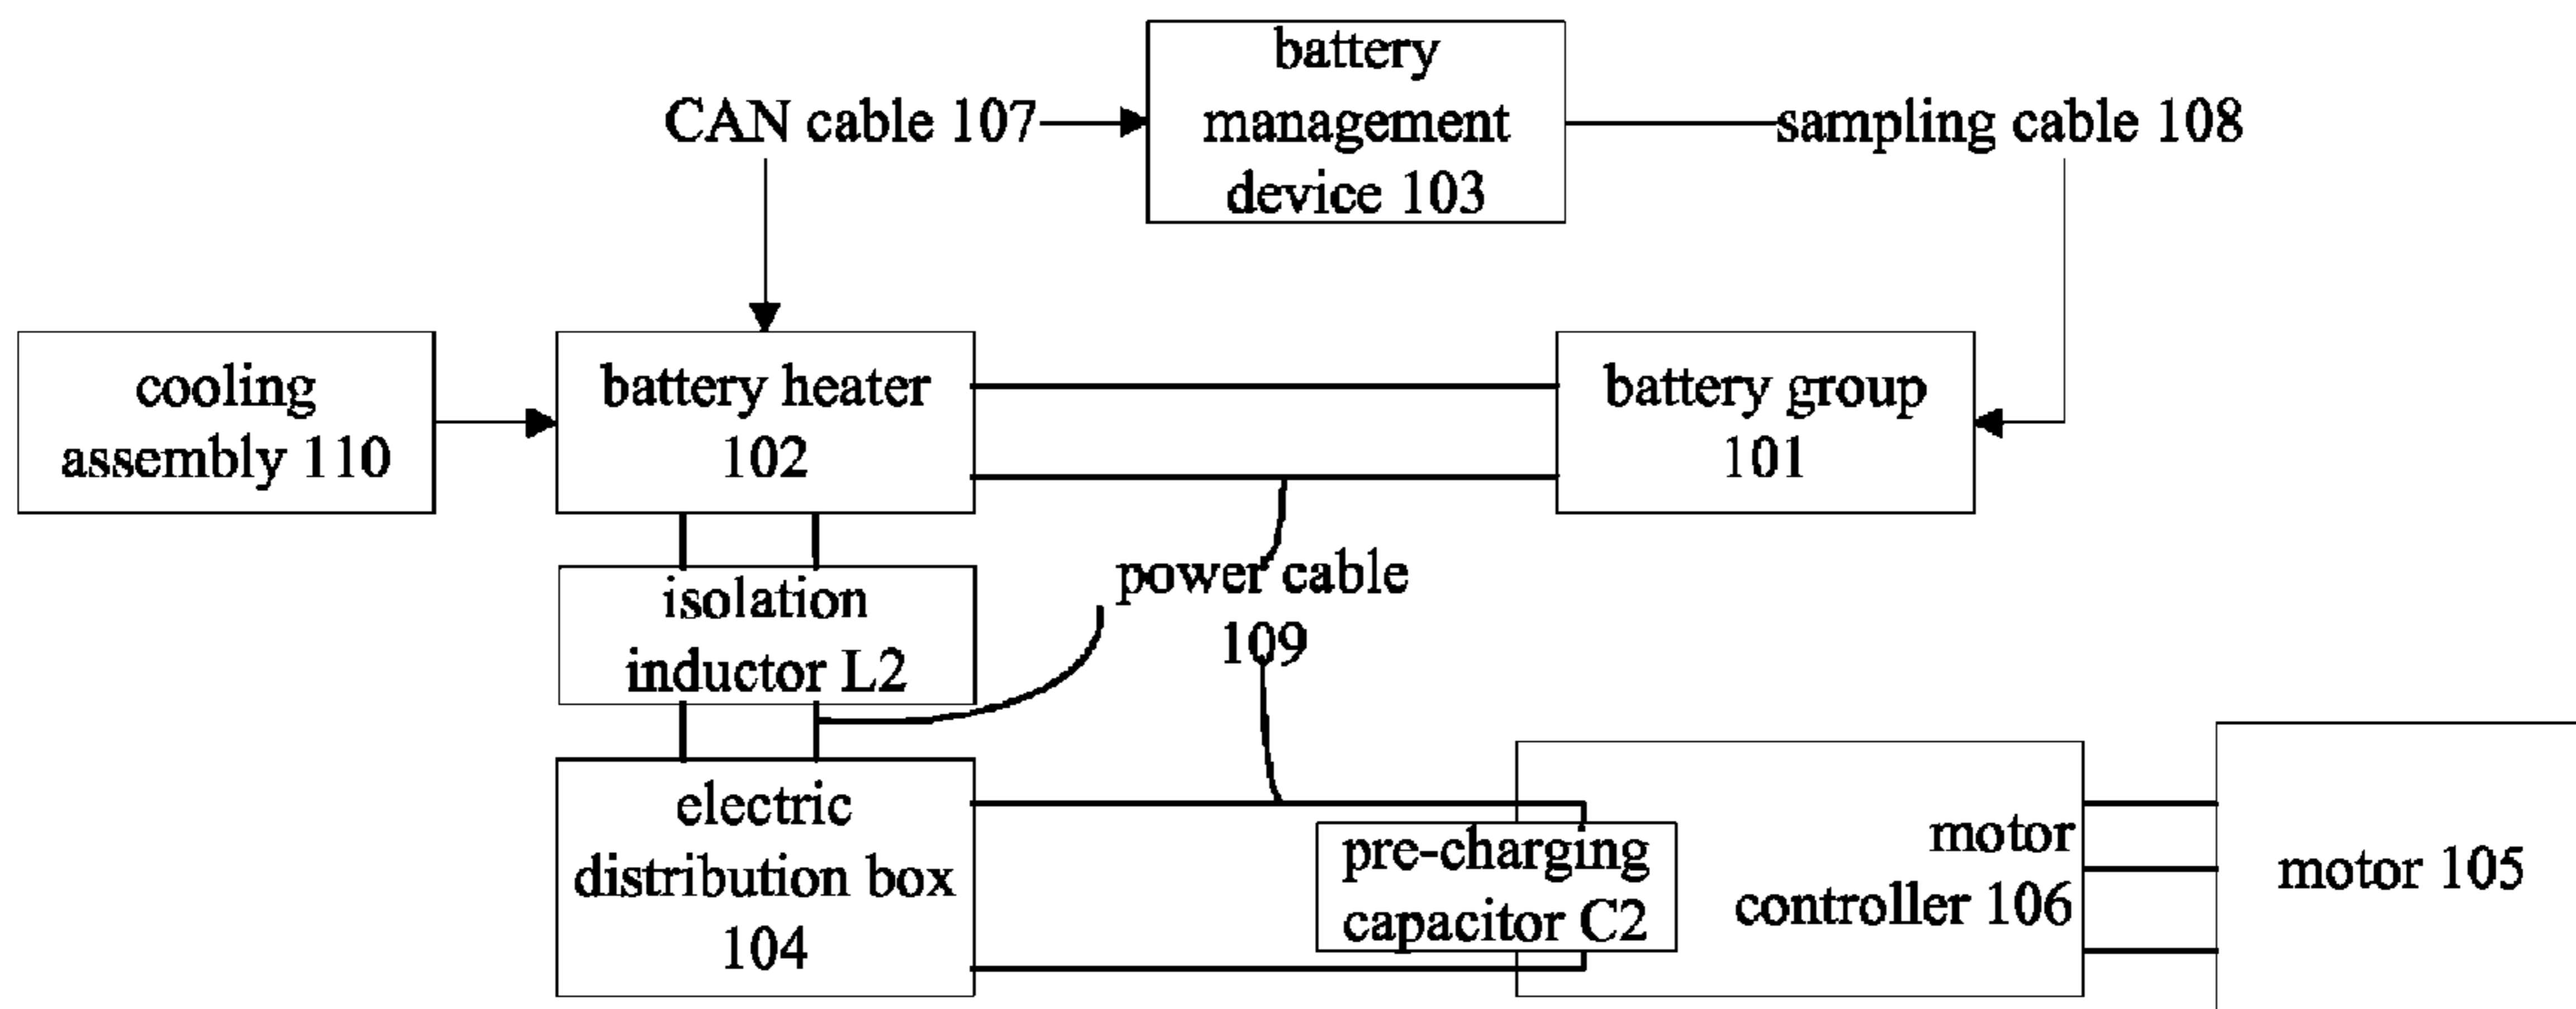 battery
management
device 103
CAN cable 107
sampling cable 108
cooling
assembly 110
battery heater
102
battery group
101
isolation
inductor L2
power cable
109
electric
distribution box
104
pre-charging
capacitor C2
motor
controller 106
motor 105